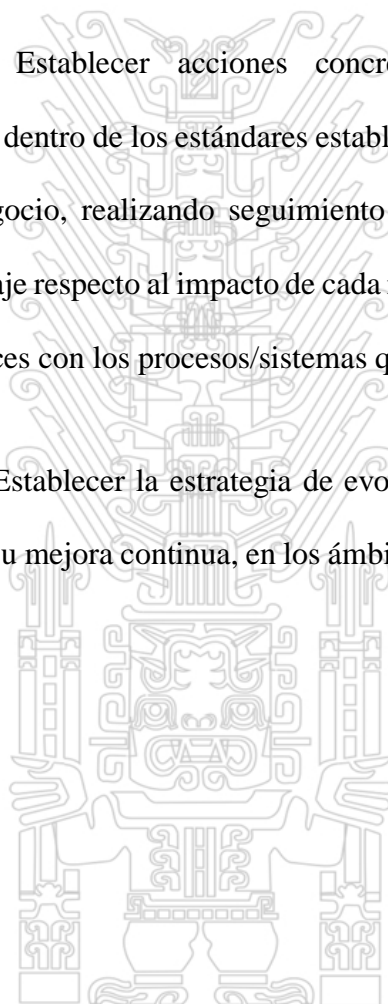 Establecer acciones concre
dentro de los estándares establ
gocio, realizando seguimiento
aje respecto al impacto de cada
ces con los procesos/sistemas q
Establecer la estrategia de evo
u mejora continua, en los ámbi